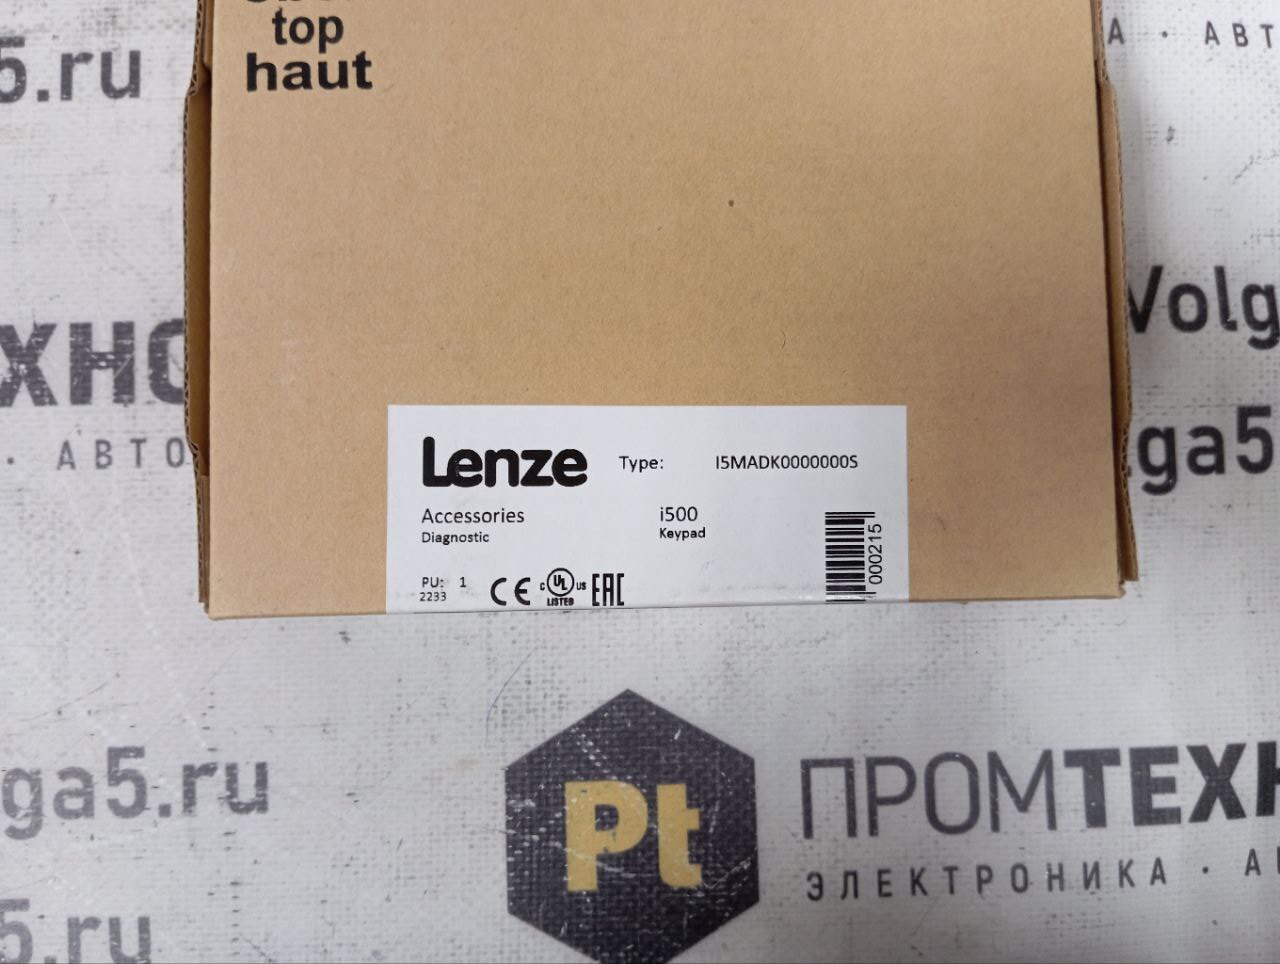 top
haut
5.ru
А · АВТ
ХНО
· АВТО
Volg
ga5
Lenze Type: I5MADK0000000S
Accessories i500
Diagnostic Keypad
PU: 1
2233 CE c UL US LISTED EAC
000215
ga5.ru
Pt
ПРОМТЕХН
ЭЛЕКТРОНИКА · А
5.ru